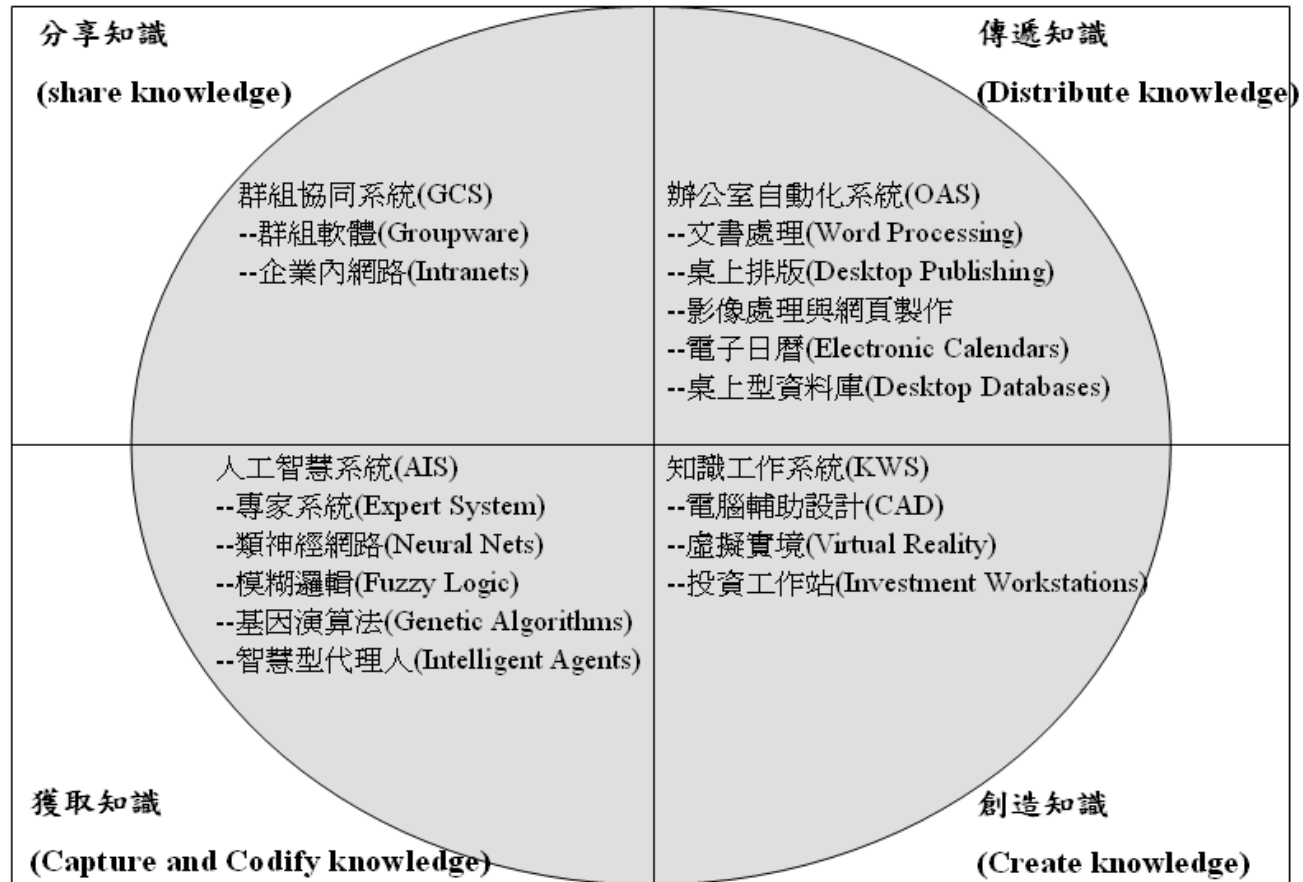 分享知識
(share knowledge)
群組協同系統(GCS)
--群組軟體(Groupware)
--企業內網路(Intranets)
傳遞知識
(Distribute knowledge)
辦公室自動化系統(OAS)
--文書處理(Word Processing)
--桌上排版(Desktop Publishing)
--影像處理與網頁製作
--電子日曆(Electronic Calendars)
--桌上型資料庫(Desktop Databases)
人工智慧系統(AIS)
--專家系統(Expert System)
--類神經網路(Neural Nets)
--模糊邏輯(Fuzzy Logic)
--基因演算法(Genetic Algorithms)
--智慧型代理人(Intelligent Agents)
獲取知識
(Capture and Codify knowledge)
知識工作系統(KWS)
--電腦輔助設計(CAD)
--虛擬實境(Virtual Reality)
--投資工作站(Investment Workstations)
創造知識
(Create knowledge)